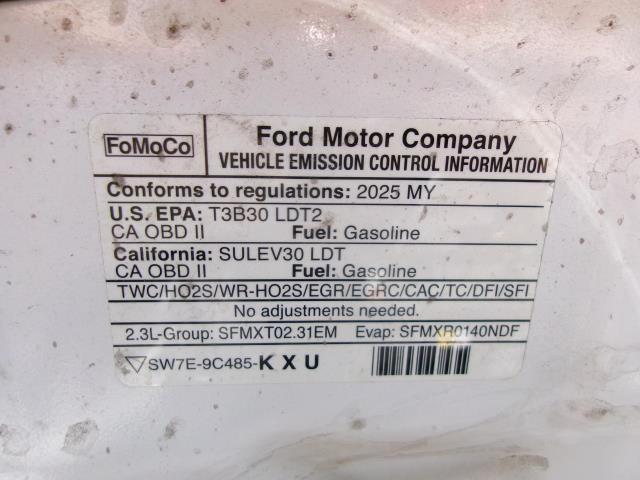 FoMoCo
Ford Motor Company
VEHICLE EMISSION CONTROL INFORMATION
Conforms to regulations: 2025 MY
U.S. EPA: T3B30 LDT2
CA OBD II Fuel: Gasoline
California: SULEV30 LDT
CA OBD II Fuel: Gasoline
TWC/HO2S/WR-HO2S/EGR/EGRC/CAC/TC/DFI/SFI
No adjustments needed.
2.3L-Group: SFMXT02.31EM Evap: SFMXR0140NDF
SW7E-9C485-K X U